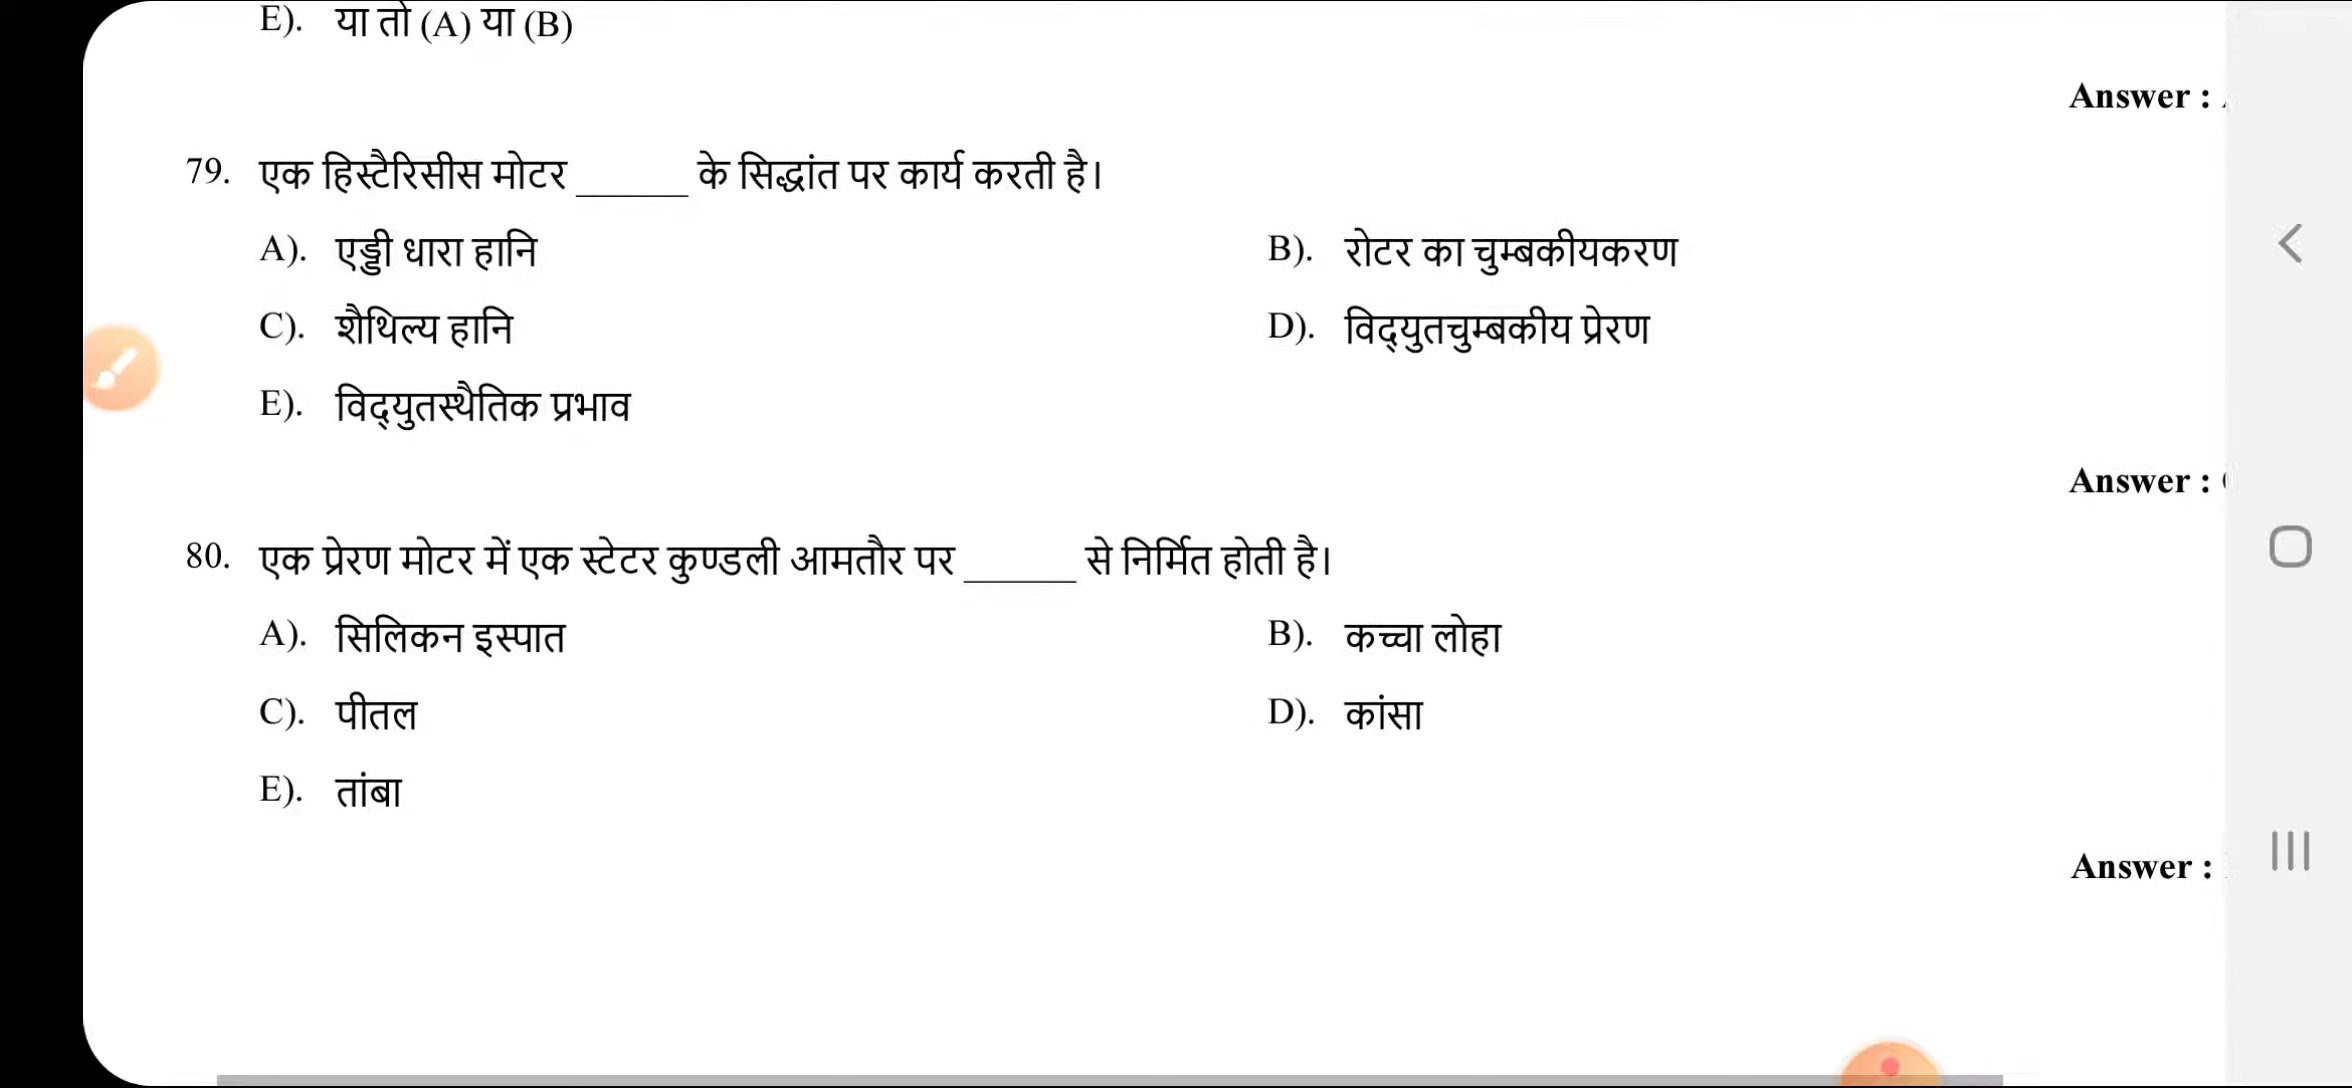 E). या तो (A) या (B)
Answer :
79. एक हिस्टैरिसीस मोटर ______ के सिद्धांत पर कार्य करती है।
A). एड्डी धारा हानि B). रोटर का चुम्बकीयकरण
C). शैथिल्य हानि D). विद्युतचुम्बकीय प्रेरण
E). विद्युतस्थैतिक प्रभाव
Answer :
80. एक प्रेरण मोटर में एक स्टेटर कुण्डली आमतौर पर ______ से निर्मित होती है।
A). सिलिकन इस्पात B). कच्चा लोहा
C). पीतल D). कांसा
E). तांबा
Answer :